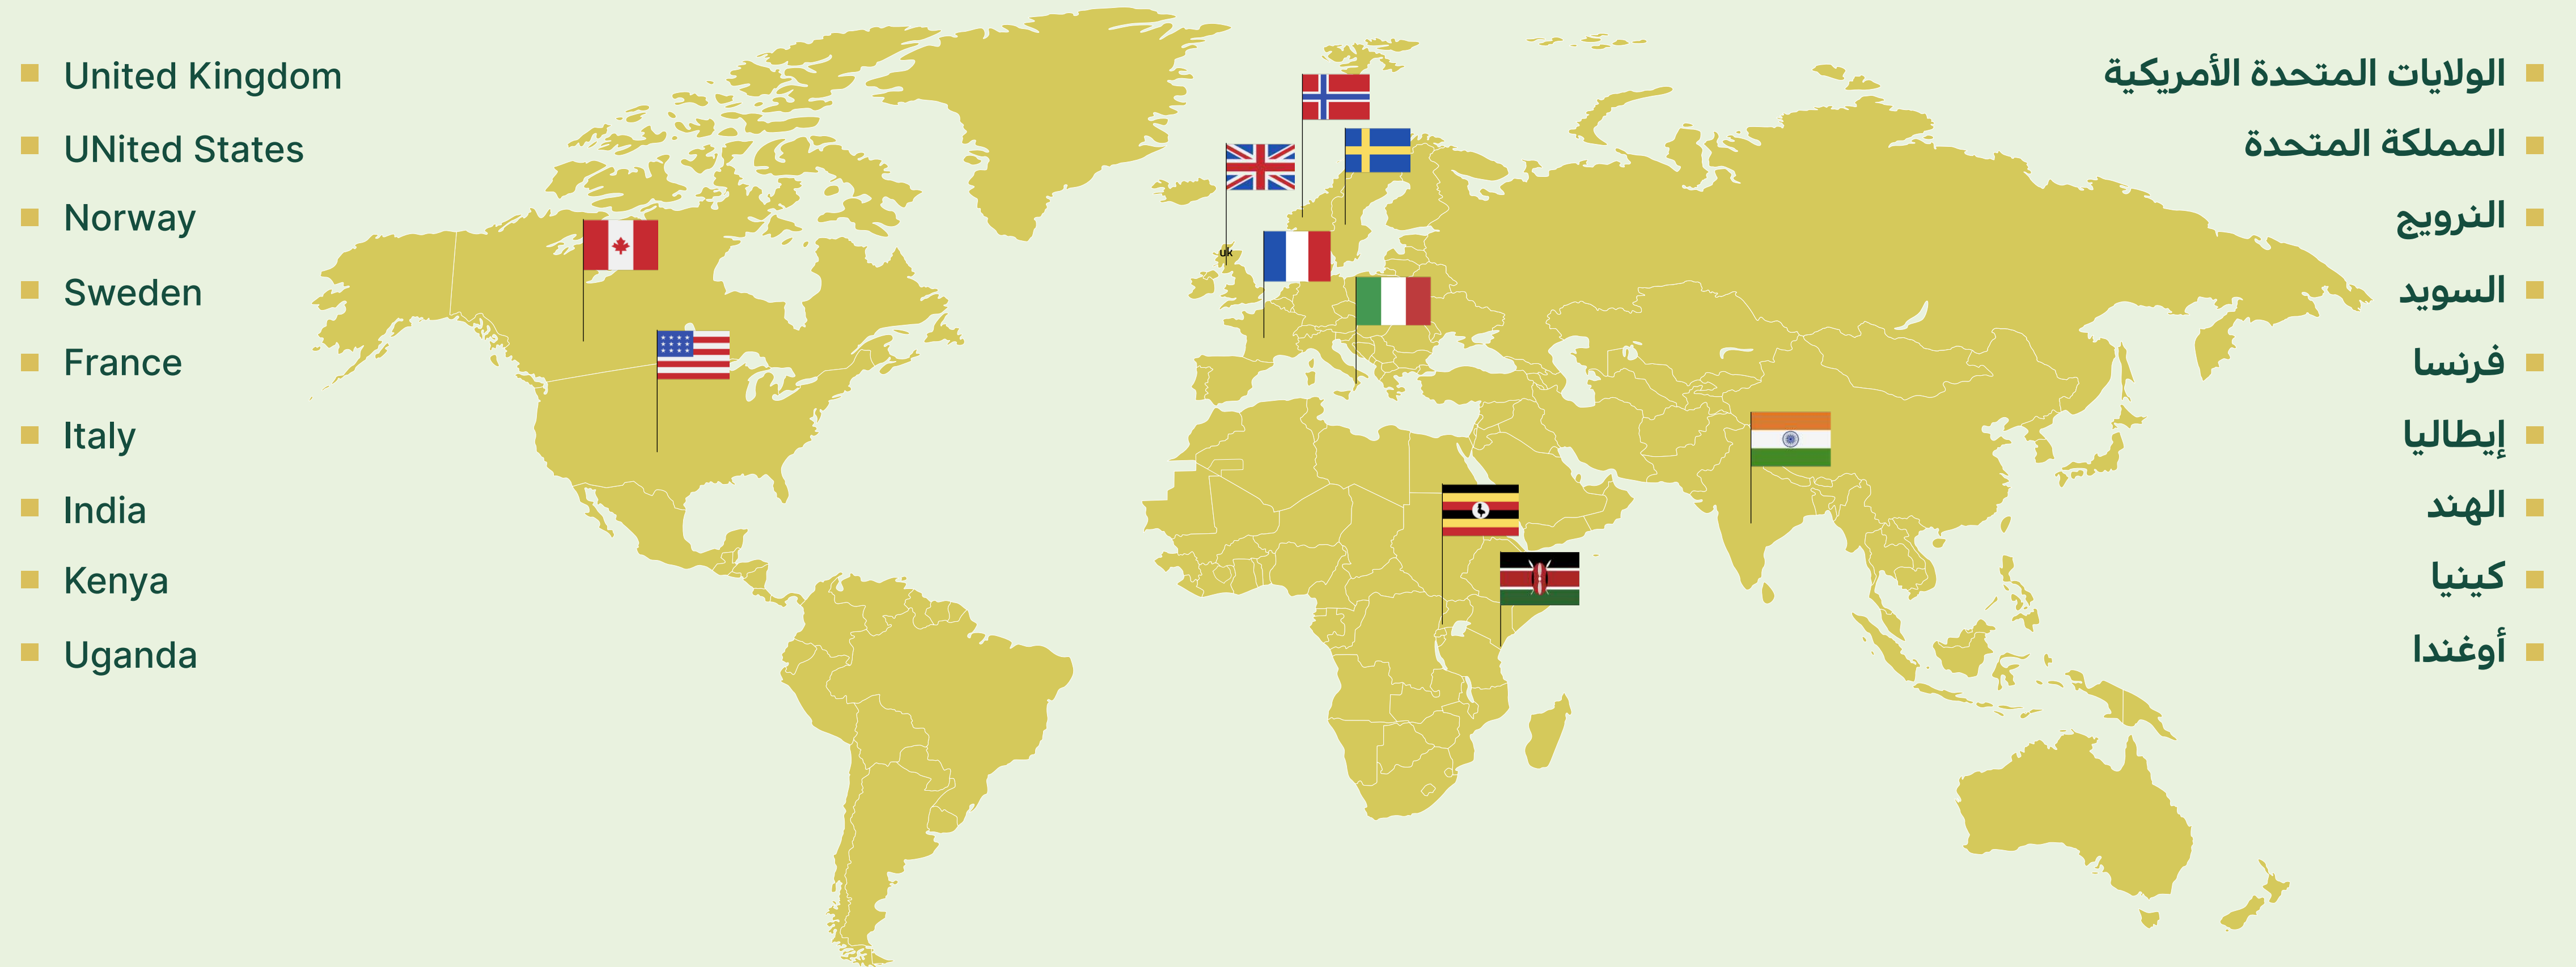 United Kingdom
UNited States
Norway
Sweden
France
Italy
India
Kenya
Uganda
uk
الولايات المتحدة الأمريكية
المملكة المتحدة
النرويج
السويد
فرنسا
إيطاليا
الهند
كينيا
أوغندا